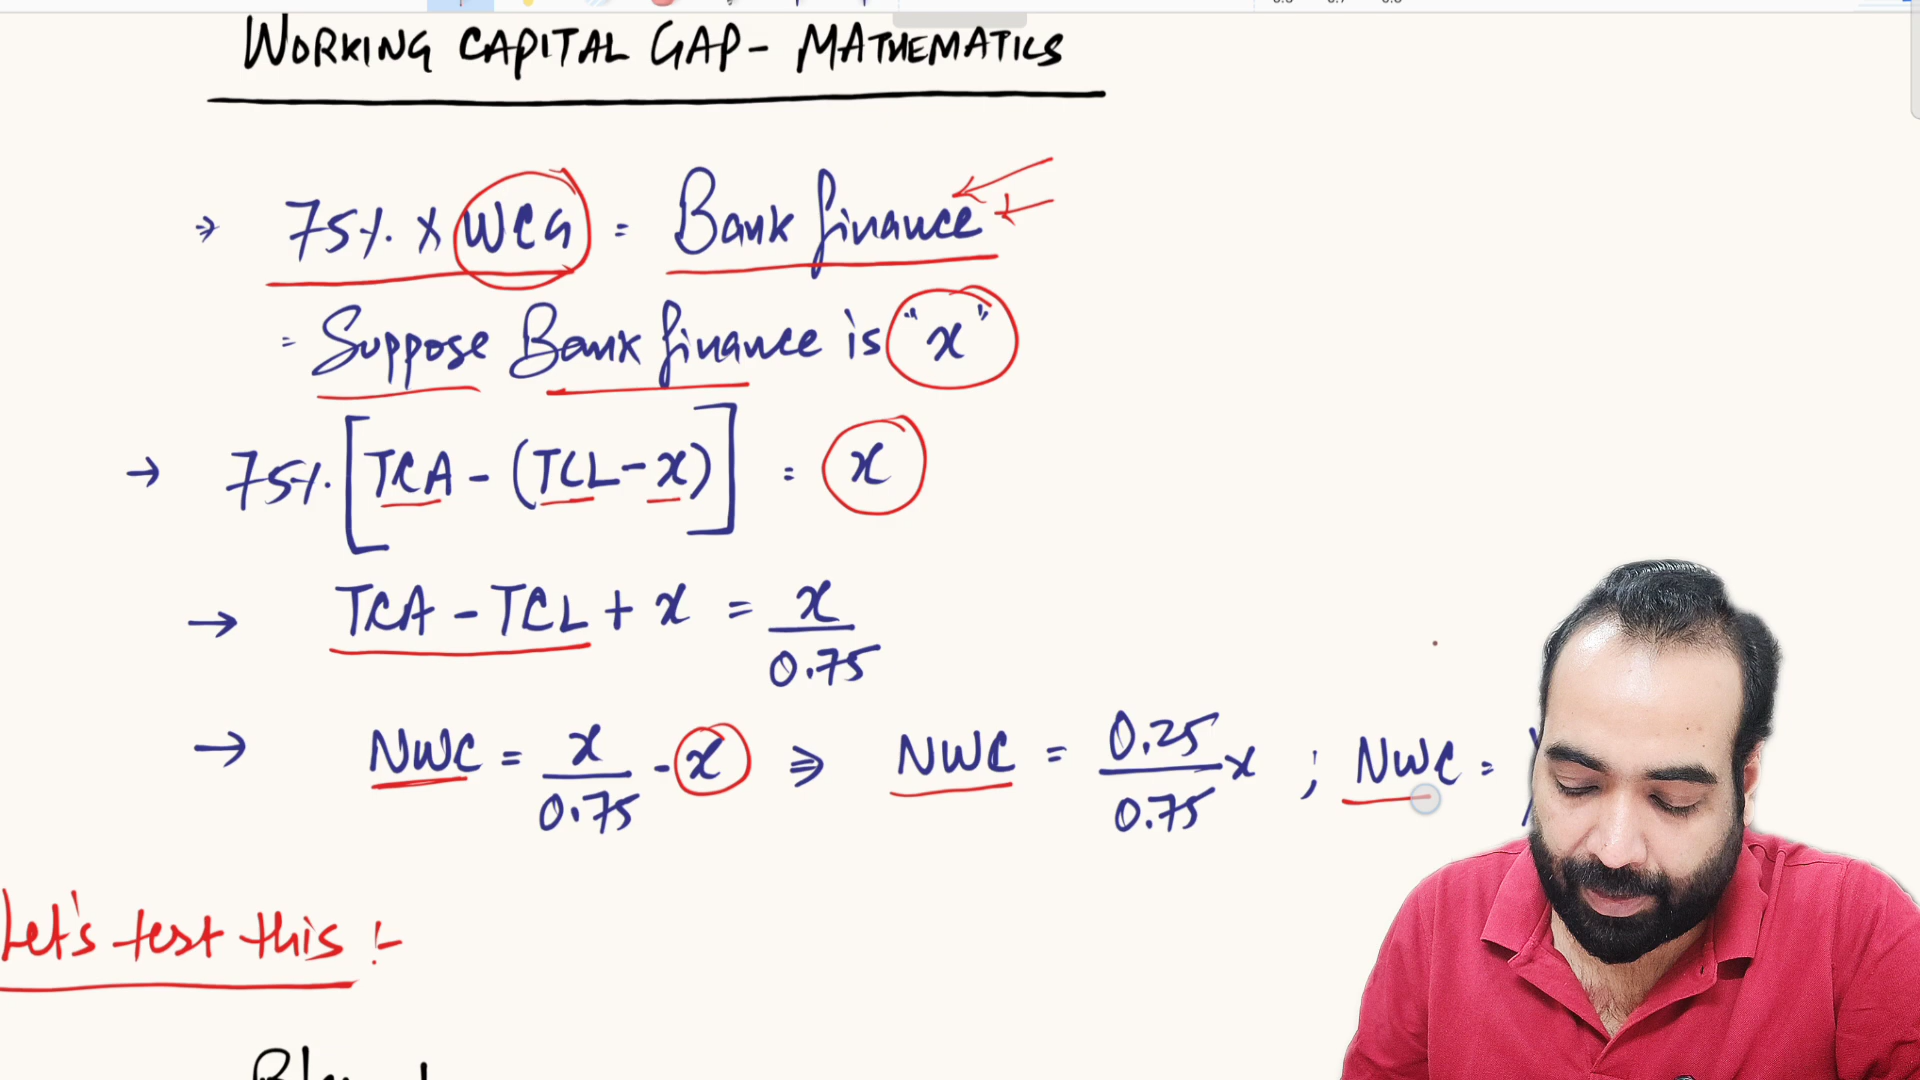 WORKING CAPITAL GAP- MATHEMATICS
⇒ 75% x WCG = Bank finance
= Suppose Bank finance is "x"
→ 75% [TCA - (TCL - x)] = x
→ TCA - TCL + x = x / 0.75
→ NWC = x / 0.75 - x ⇒ NWC = 0.25 / 0.75 x ; NWC =
Let's test this :-